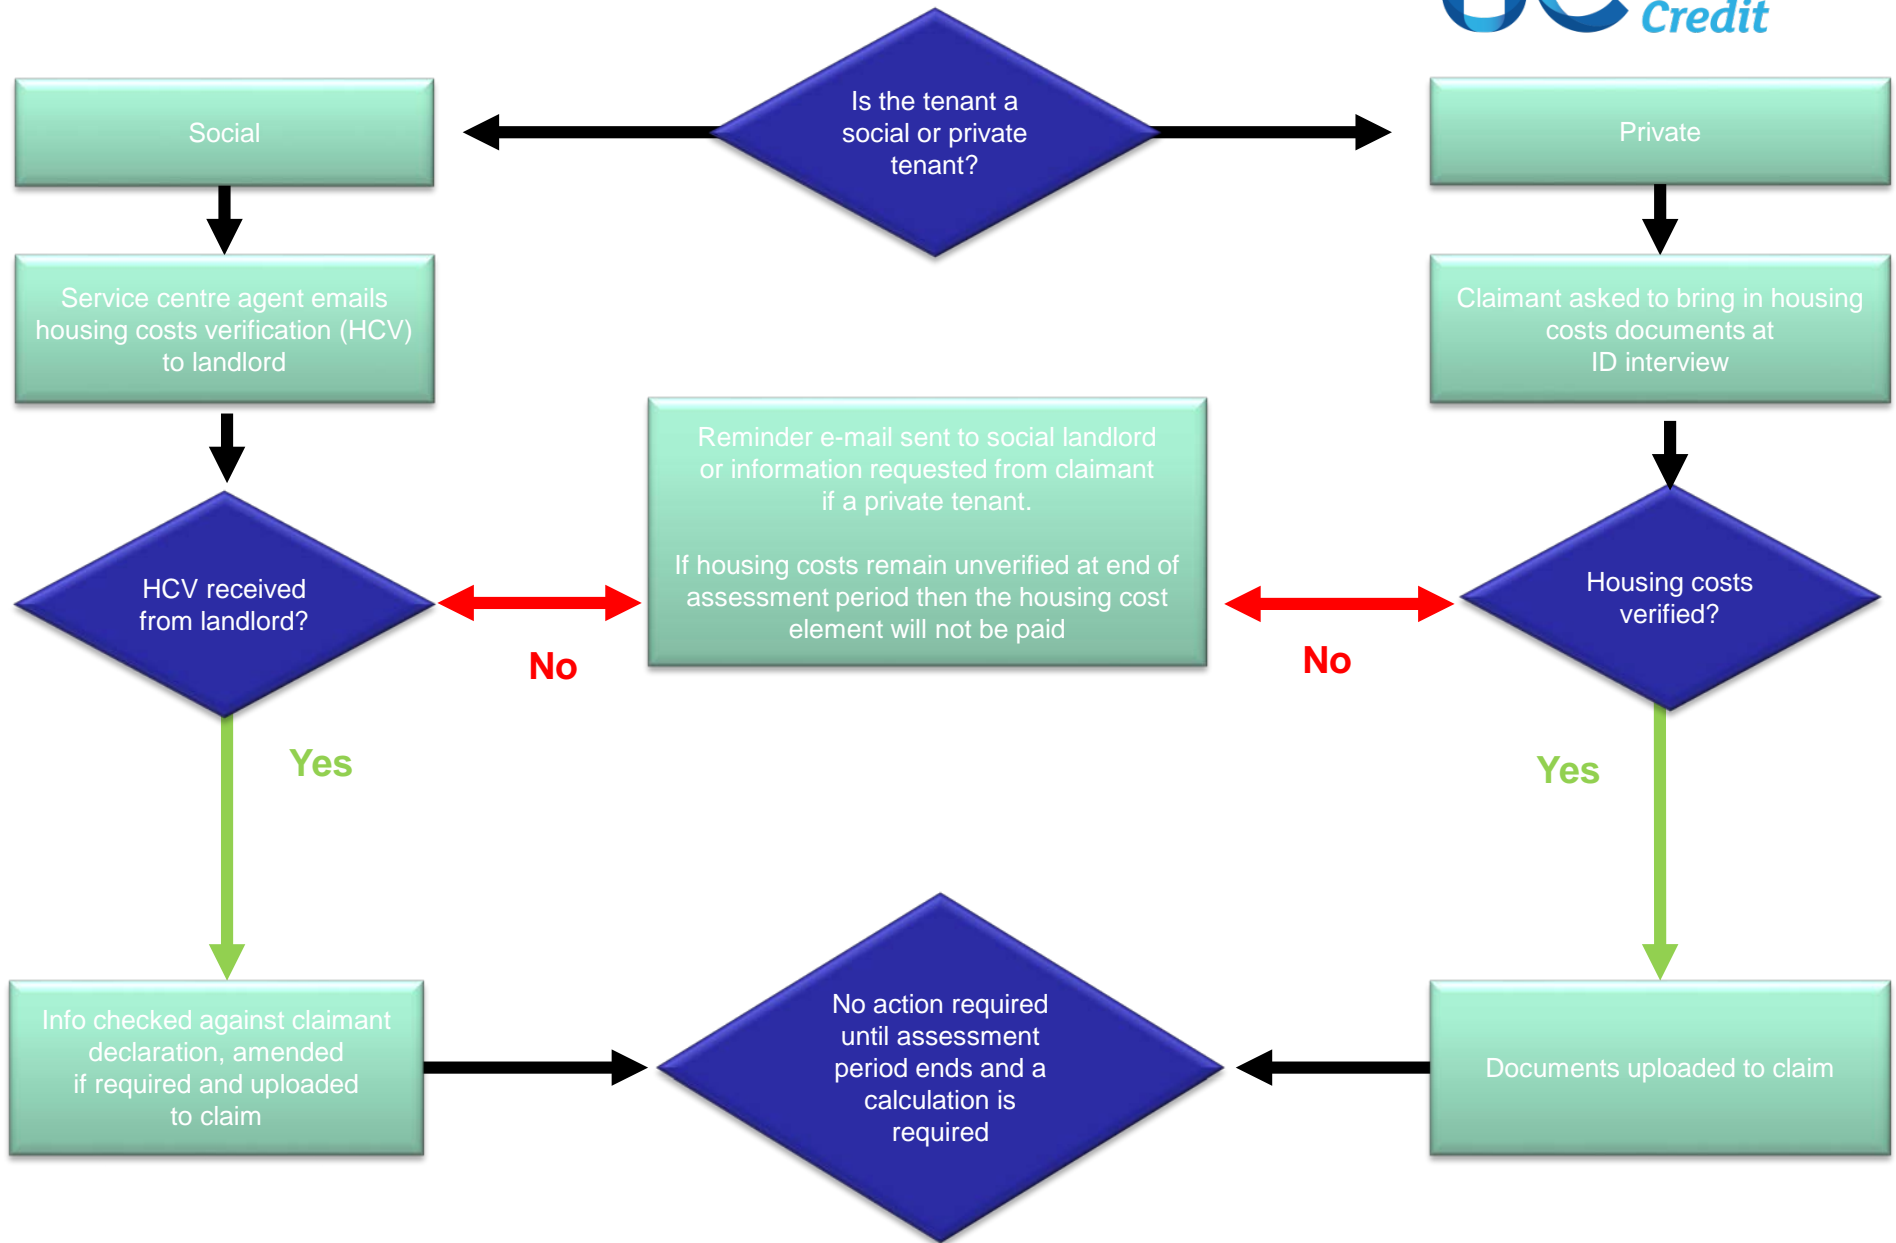 Credit
Is the tenant a
social or private
tenant?
Social
Private
Service centre agent emails
housing costs verification (HCV)
to landlord
Claimant asked to bring in housing
costs documents at
ID interview
Reminder e-mail sent to social landlord
or information requested from claimant
if a private tenant.
If housing costs remain unverified at end of
assessment period then the housing cost
element will not be paid
HCV received
from landlord?
Housing costs
verified?
No
No
Yes
Yes
Info checked against claimant
declaration, amended
if required and uploaded
to claim
No action required
until assessment
period ends and a
calculation is
required
Documents uploaded to claim